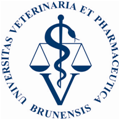 UNIVERSITAS VETERINARIA ET PHARMACEUTICA
BRUNENSIS
V